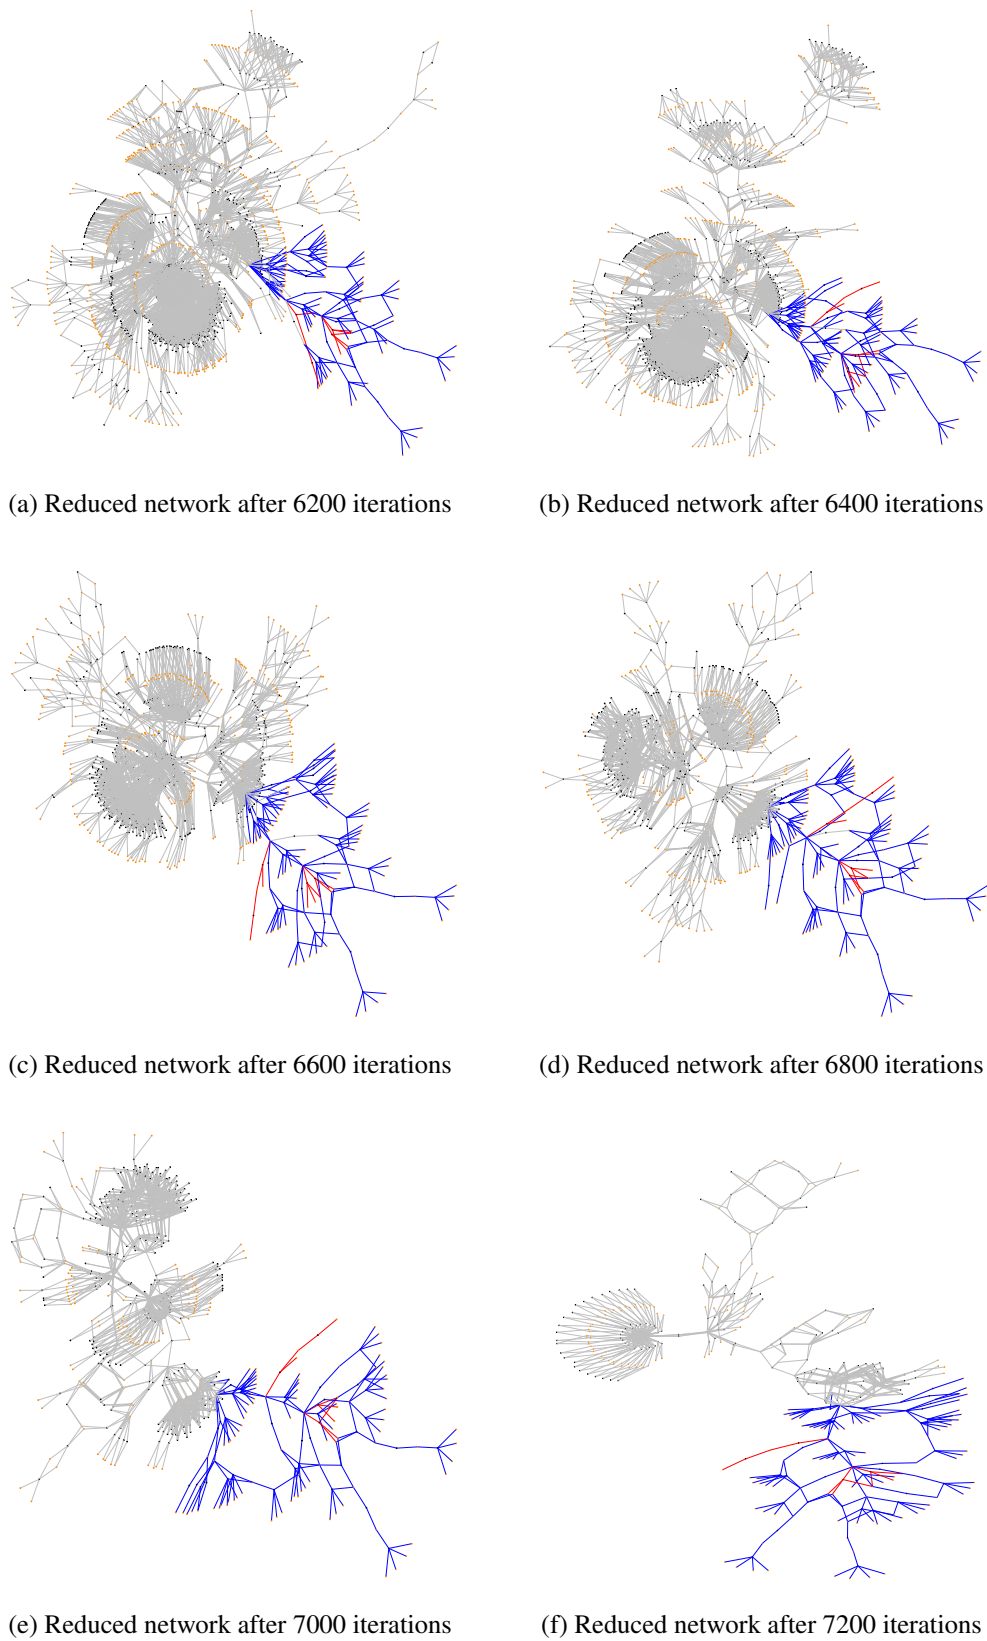 (a) Reduced network after 6200 iterations
(b) Reduced network after 6400 iterations
(c) Reduced network after 6600 iterations
(d) Reduced network after 6800 iterations
(e) Reduced network after 7000 iterations
(f) Reduced network after 7200 iterations